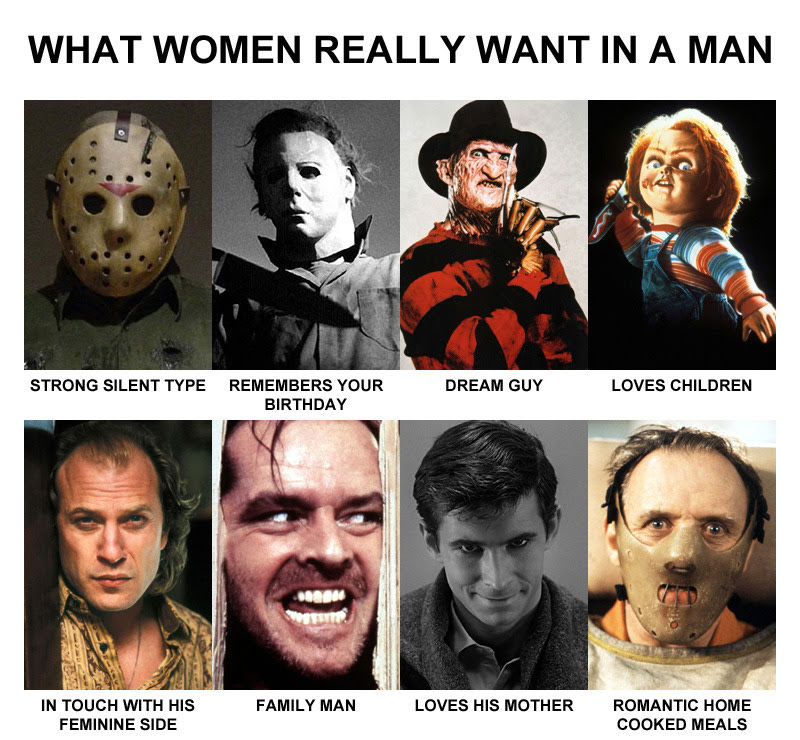 WHAT WOMEN REALLY WANT IN A MAN
STRONG SILENT TYPE
REMEMBERS YOUR
BIRTHDAY
DREAM GUY
LOVES CHILDREN
IN TOUCH WITH HIS
FEMININE SIDE
FAMILY MAN
LOVES HIS MOTHER
ROMANTIC HOME
COOKED MEALS